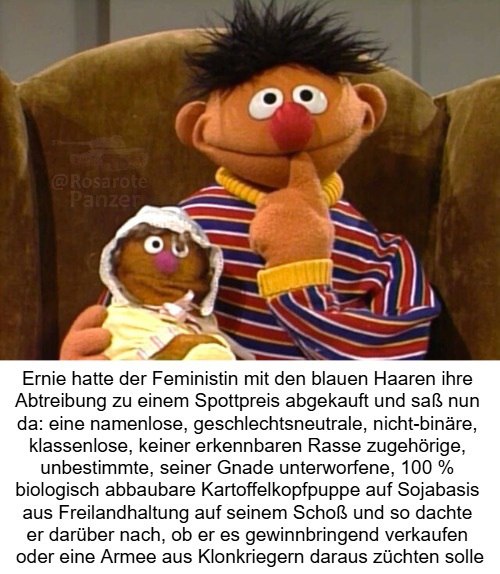 @Rosarote
Panzer
Ernie hatte der Feministin mit den blauen Haaren ihre
Abtreibung zu einem Spottpreis abgekauft und saß nun
da: eine namenlose, geschlechtsneutrale, nicht-binäre,
klassenlose, keiner erkennbaren Rasse zugehörige,
unbestimmte, seiner Gnade unterworfene, 100 %
biologisch abbaubare Kartoffelkopfpuppe auf Sojabasis
aus Freilandhaltung auf seinem Schoß und so dachte
er darüber nach, ob er es gewinnbringend verkaufen
oder eine Armee aus Klonkriegern daraus züchten solle